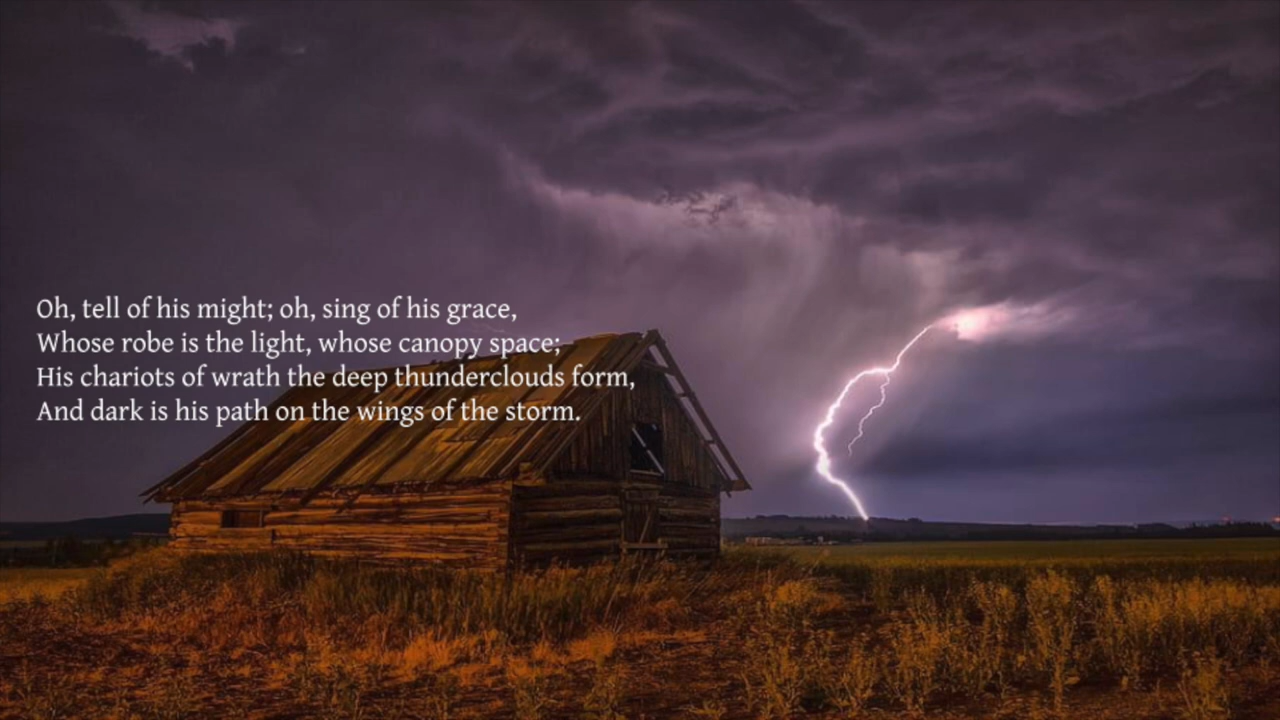 Oh, tell of his might; oh, sing of his grace,
Whose robe is the light, whose canopy space;
His chariots of wrath the deep thunderclouds form,
And dark is his path on the wings of the storm.